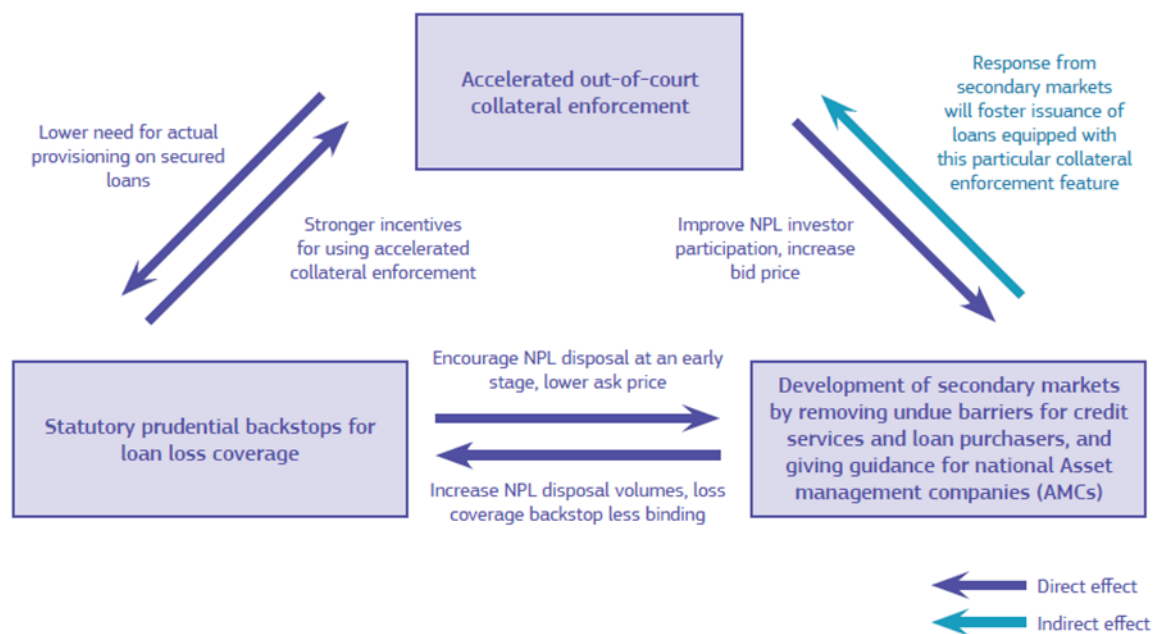 Accelerated out-of-court
collateral enforcement
Response from
secondary markets
will foster issuance of
loans equipped with
this particular collateral
enforcement feature
Lower need for actual
provisioning on secured
loans
Stronger incentives
for using accelerated
collateral enforcement
Improve NPL investor
participation, increase
bid price
Statutory prudential backstops for
loan loss coverage
Encourage NPL disposal at an early
stage, lower ask price
Increase NPL disposal volumes, loss
coverage backstop less binding
Development of secondary markets
by removing undue barriers for credit
services and loan purchasers, and
giving guidance for national Asset
management companies (AMCs)
Direct effect
Indirect effect